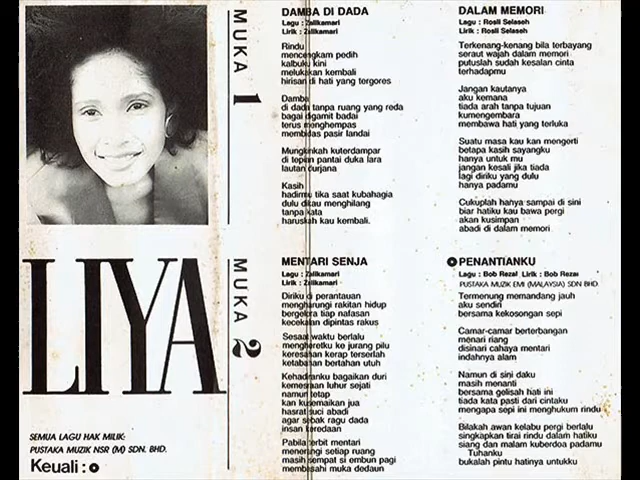 MUKA 1
DAMBA DI DADA
Lagu : Zalikamari
Lirik : Zalikamari
Rindu
mencengkam pedih
kalbuku kini
melukakan kembali
hirisan di hati yang tergores
Damba
di dada tanpa ruang yang reda
bagai digamit badai
terus menghempas
membidas pasir landai
Mungkinkah kuterdampar
di tepian pantai duka lara
lautan durjana
Kasih
hadirmu tika saat kubahagia
dulu dikau menghilang
tanpa kata
haruskah kau kembali.
DALAM MEMORI
Lagu : Rosli Selaseh
Lirik : Rosli Selaseh
Terkenang-kenang bila terbayang
seraut wajah dalam memori
putuslah sudah kesalan cinta
terhadapmu
Jangan kautanya
aku kemana
tiada arah tanpa tujuan
kumengembara
membawa hati yang terluka
Suatu masa kau kan mengerti
betapa kasih sayangku
hanya untuk mu
jangan kesali jika tiada
lagi diriku yang dulu
hanya padamu
Cukuplah hanya sampai di sini
biar hatiku kau bawa pergi
akan kusimpan
abadi di dalam memori
LIYA
MUKA 2
MENTARI SENJA
Lagu : Zalikamari
Lirik : Zalikamari
Diriku di perantauan
mengharungi rakitan hidup
bergelora tiap nafasan
kecekalan dipintas rakus
Sesaat waktu berlalu
mengheretku ke jurang pilu
keresahan kerap terserlah
ketabahan bertahan utuh
Kehadiranku bagaikan duri
kemesraan luhur sejati
namun tetap
kan kusemaikan jua
hasrat suci abadi
agar sebak ragu dada
insan keredaan
Pabila terbit mentari
menerangi setiap ruang
masih sempat si embun pagi
membasahi muka dedaun
PENANTIANKU
Lagu : Bob Rezal Lirik : Bob Rezal
PUSTAKA MUZIK EMI (MALAYSIA) SDN BHD.
Termenung memandang jauh
aku sendiri
bersama kekosongan sepi
Camar-camar berterbangan
menari riang
disinari cahaya mentari
indahnya alam
Namun di sini daku
masih menanti
bersama gelisah hati ini
tiada kata pasti dari cintaku
mengapa sepi ini menghukum rindu
Bilakah awan kelabu pergi berlalu
singkapkan tirai rindu dalam hatiku
siang dan malam kuberdoa padamu
Tuhanku
bukalah pintu hatinya untukku
SEMUA LAGU HAK MILIK:
PUSTAKA MUZIK NSR (M) SDN. BHD.
Keuali :